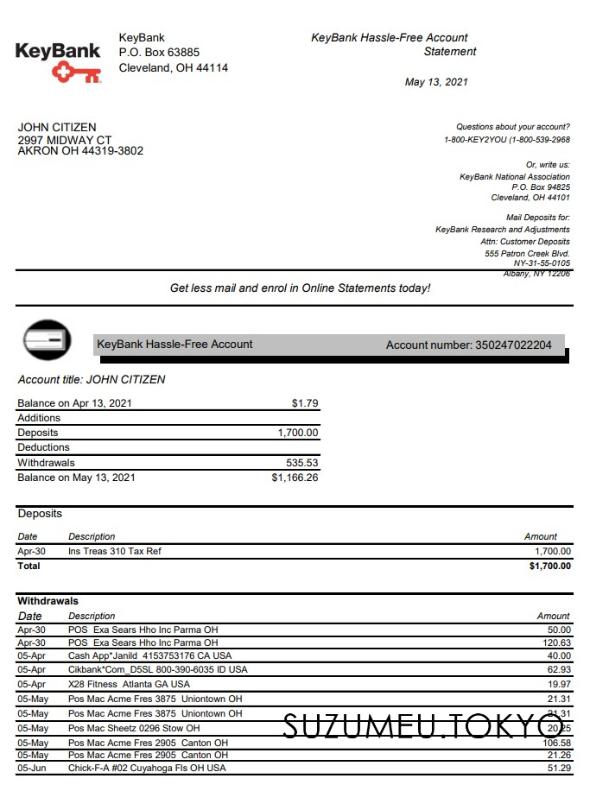 KeyBank
KeyBank
P.O. Box 63885
Cleveland, OH 44114
KeyBank Hassle-Free Account
Statement
May 13, 2021
JOHN CITIZEN
2997 MIDWAY CT
AKRON OH 44319-3802
Questions about your account?
1-800-KEY2YOU (1-800-539-2968
Or, write us:
KeyBank National Association
P.O. Box 94825
Cleveland, OH 44101
Mail Deposits for:
KeyBank Research and Adjustments
Attn: Customer Deposits
555 Patron Creek Blvd.
NY-31-55-0105
Albany, NY 12206
Get less mail and enrol in Online Statements today!
KeyBank Hassle-Free Account Account number: 350247022204
Account title: JOHN CITIZEN
Balance on Apr 13, 2021 $1.79
Additions
Deposits 1,700.00
Deductions
Withdrawals 535.53
Balance on May 13, 2021 $1,166.26
Deposits
Date Description Amount
Apr-30 Ins Treas 310 Tax Ref 1,700.00
Total $1,700.00
Withdrawals
Date Description Amount
Apr-30 POS Exa Sears Hho Inc Parma OH 50.00
Apr-30 POS Exa Sears Hho Inc Parma OH 120.63
05-Apr Cash App*Janild 4153753176 CA USA 40.00
05-Apr Cikbank*Com_D5SL 800-390-6035 ID USA 62.93
05-Apr X28 Fitness Atlanta GA USA 19.97
05-May Pos Mac Acme Fres 3875 Uniontown OH 21.31
05-May Pos Mac Acme Fres 3875 Uniontown OH 21.31
05-May Pos Mac Sheetz 0296 Stow OH 20.25
05-May Pos Mac Acme Fres 2905 Canton OH 106.58
05-May Pos Mac Acme Fres 2905 Canton OH 21.26
05-Jun Chick-F-A #02 Cuyahoga Fls OH USA 51.29
SUZUMEU.TOKYO